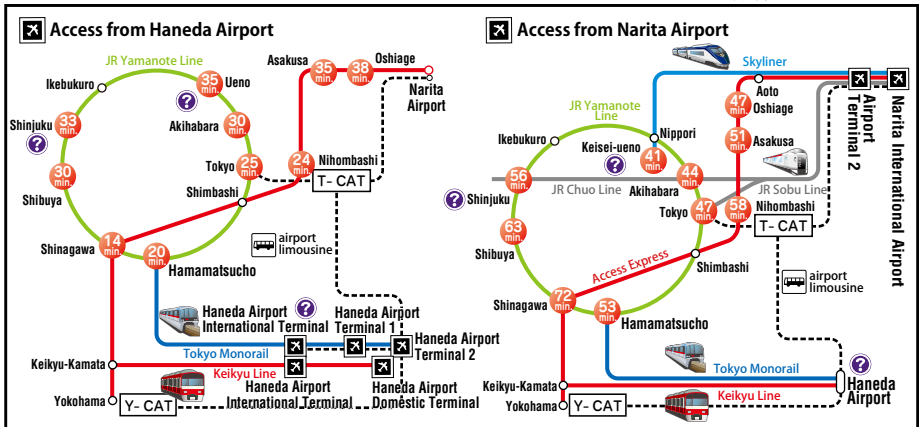 Access from Haneda Airport
JR Yamanote Line
Ikebukuro
35
min.
Ueno
?
Asakusa
35
min.
38
min.
Oshiage
Narita
Airport
Shinjuku
33
min.
?
Akihabara
30
min.
30
min.
Shibuya
Tokyo
25
min.
24
min.
Nihombashi
T- CAT
Shimbashi
Shinagawa
14
min.
20
min.
Hamamatsucho
airport
limousine
Haneda Airport
International Terminal
?
Haneda Airport
Terminal 1
Haneda Airport
Terminal 2
Tokyo Monorail
Keikyu-Kamata
Keikyu Line
Haneda Airport
International Terminal
Haneda Airport
Domestic Terminal
Yokohama
Y- CAT
Access from Narita Airport
Skyliner
Aoto
47
min.
Oshiage
Airport
Terminal 2
Narita International Airport
JR Yamanote
Line
Nippori
Ikebukuro
Keisei-ueno
?
41
min.
51
min.
Asakusa
56
min.
?
Shinjuku
JR Chuo Line
44
min.
Akihabara
JR Sobu Line
Tokyo
47
min.
58
min.
Nihombashi
T- CAT
63
min.
Shibuya
Shimbashi
Access Express
airport
limousine
Shinagawa
72
min.
53
min.
Hamamatsucho
Tokyo Monorail
?
Haneda
Airport
Keikyu-Kamata
Keikyu Line
Yokohama
Y- CAT